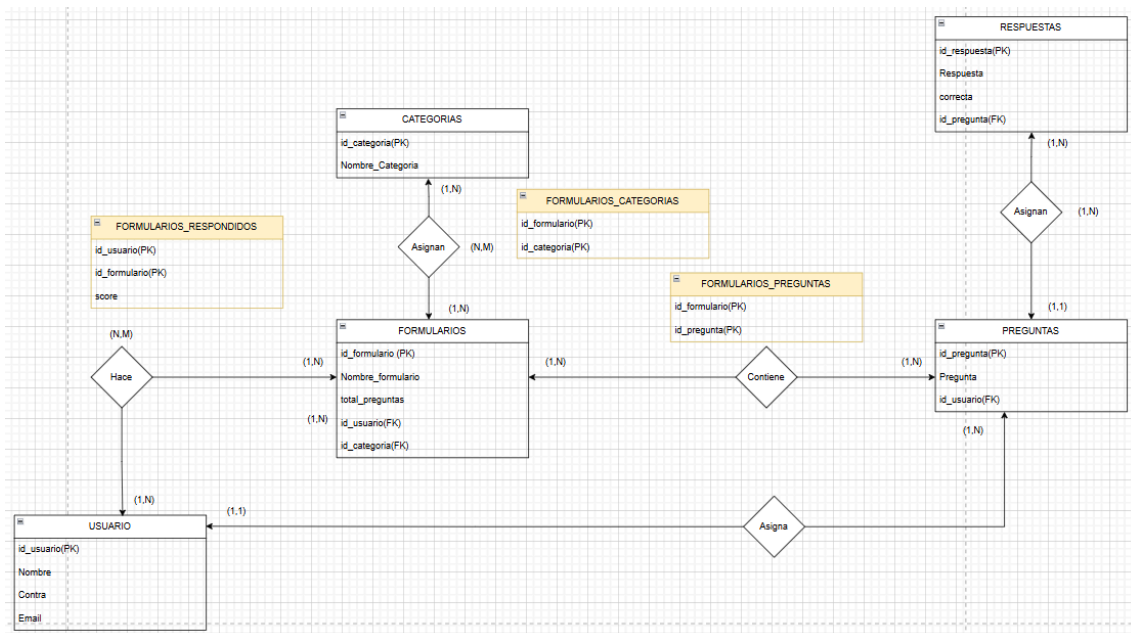 RESPUESTAS
id_respuesta(PK)
Respuesta
correcta
id_pregunta(FK)
(1,N)
Asignan
(1,N)
(1,1)
CATEGORIAS
id_categoria(PK)
Nombre_Categoria
(1,N)
Asignan
(N,M)
(1,N)
FORMULARIOS_CATEGORIAS
id_formulario(PK)
id_categoria(PK)
FORMULARIOS_RESPONDIDOS
id_usuario(PK)
id_formulario(PK)
score
FORMULARIOS_PREGUNTAS
id_formulario(PK)
id_pregunta(PK)
(N,M)
Hace
(1,N)
(1,N)
FORMULARIOS
id_formulario (PK)
Nombre_formulario
total_preguntas
id_usuario(FK)
id_categoria(FK)
(1,N)
(1,N)
Contiene
(1,N)
PREGUNTAS
id_pregunta(PK)
Pregunta
id_usuario(FK)
(1,N)
(1,1)
Asigna
USUARIO
id_usuario(PK)
Nombre
Contra
Email